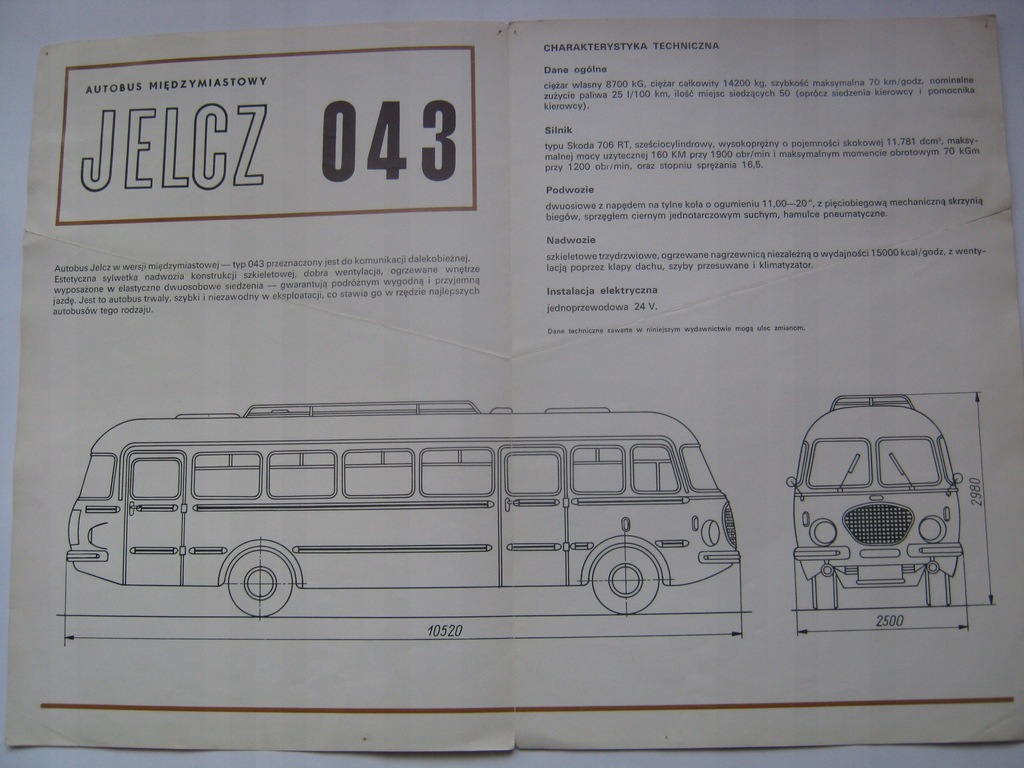 AUTOBUS MIĘDZYMIASTOWY
JELCZ 043
Autobus Jelcz w wersji międzymiastowej — typ 043 przeznaczony jest do komunikacji dalekobieżnej.
Estetyczna sylwetka nadwozia konstrukcji szkieletowej, dobra wentylacja, ogrzewane wnętrze
wyposażone w elastyczne dwuosobowe siedzenia — gwarantują podróżnym wygodną i przyjemną
jazdę. Jest to autobus trwały, szybki i niezawodny w eksploatacji, co stawia go w rzędzie najlepszych
autobusów tego rodzaju.
CHARAKTERYSTYKA TECHNICZNA
Dane ogólne
ciężar własny 8700 kG, ciężar całkowity 14200 kg, szybkość maksymalna 70 km/godz, nominalne
zużycie paliwa 25 l/100 km, ilość miejsc siedzących 50 (oprócz siedzenia kierowcy i pomocnika
kierowcy).
Silnik
typu Skoda 706 RT, sześciocylindrowy, wysokoprężny o pojemności skokowej 11,781 dcm³, maksy-
malnej mocy użytecznej 160 KM przy 1900 obr/min i maksymalnym momencie obrotowym 70 kGm
przy 1200 obr/min, oraz stopniu sprężania 16,5.
Podwozie
dwuosiowe z napędem na tylne koła o ogumieniu 11,00—20", z pięciobiegową mechaniczną skrzynią
biegów, sprzęgłem ciernym jednotarczowym suchym, hamulce pneumatyczne.
Nadwozie
szkieletowe trzydrzwiowe, ogrzewane nagrzewnicą niezależną o wydajności 15000 kcal/godz, z wenty-
lacją poprzez klapy dachu, szyby przesuwane i klimatyzator.
Instalacja elektryczna
jednoprzewodowa 24 V.
Dane techniczne zawarte w niniejszym wydawnictwie mogą ulec zmianom.
10520
2500
2980